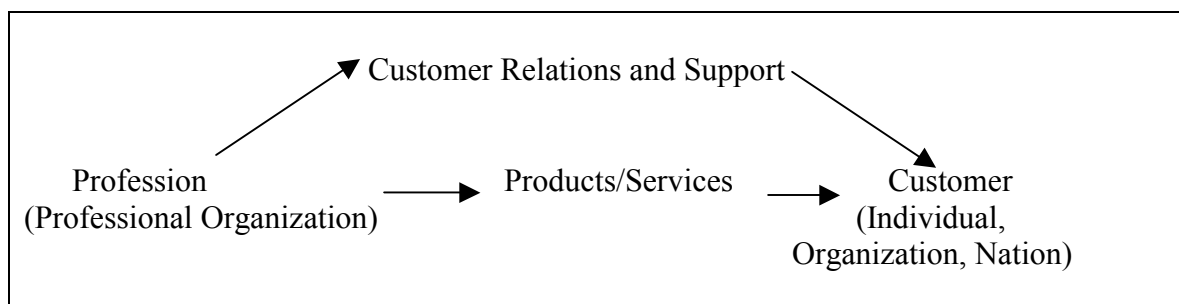 Customer Relations and Support
Profession
(Professional Organization)
Products/Services
Customer
(Individual,
Organization, Nation)